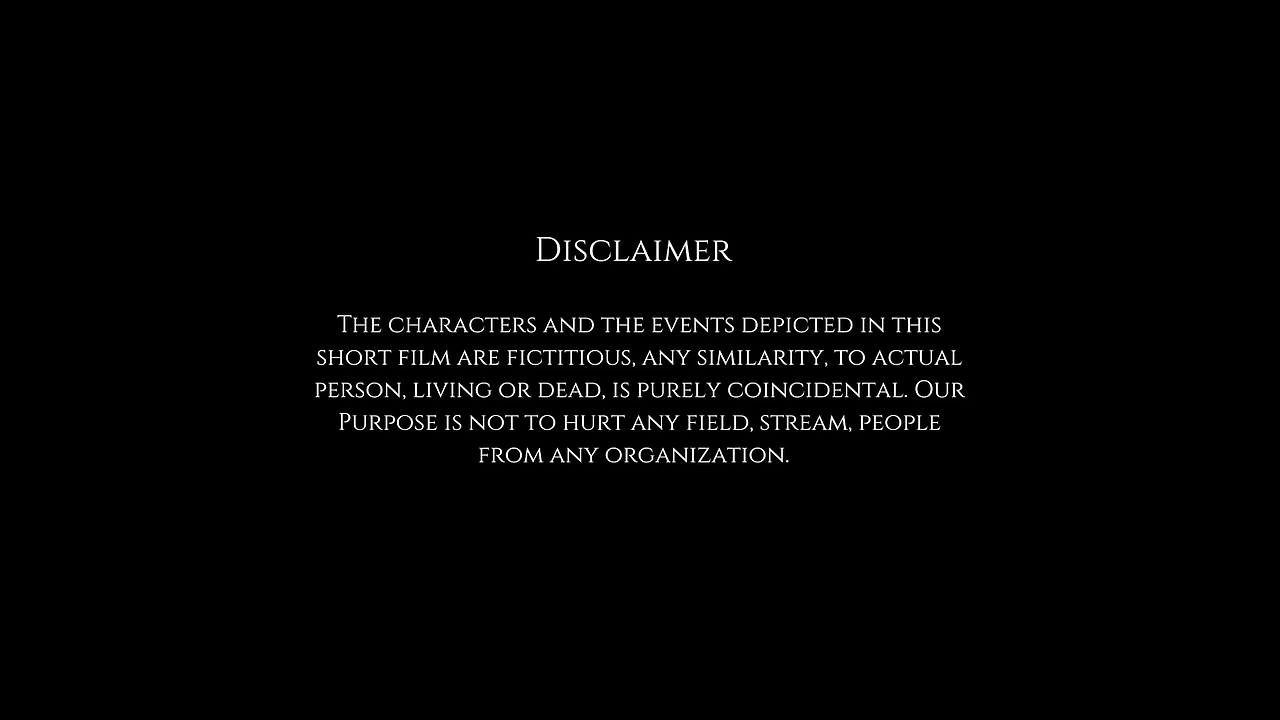 Disclaimer
The characters and the events depicted in this
short film are fictitious, any similarity, to actual
person, living or dead, is purely coincidental. Our
Purpose is not to hurt any field, stream, people
from any organization.